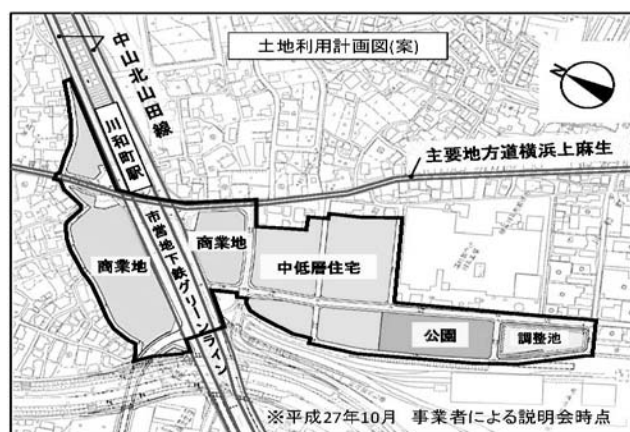 土地利用計画図(案)
中山北山田線
川和町駅
主要地方道横浜上麻生
市営地下鉄グリーンライン
商業地
商業地
中低層住宅
公園
調整池
※平成27年10月 事業者による説明会時点